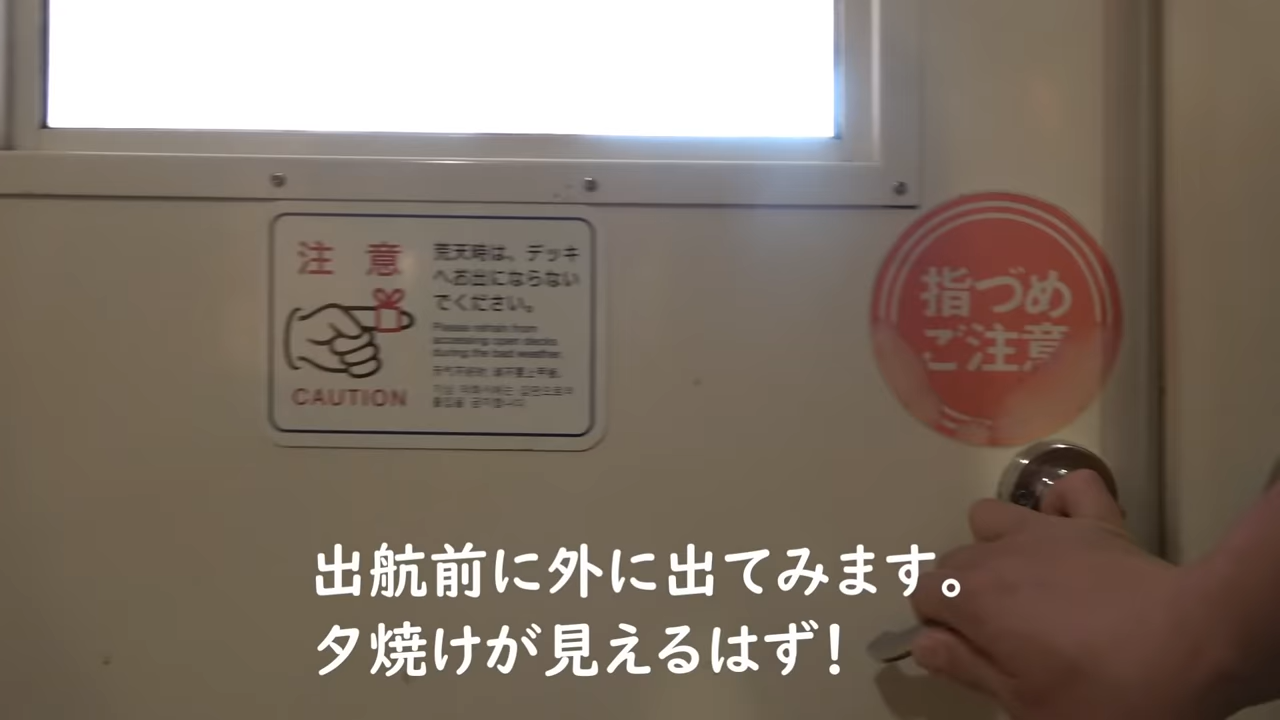 注 意
荒天時は、デッキ
へお出にならない
でください。
Please refrain from
accessing open decks
during the bad weather.
CAUTION
指づめ
ご注意
出航前に外に出てみます。
夕焼けが見えるはず!